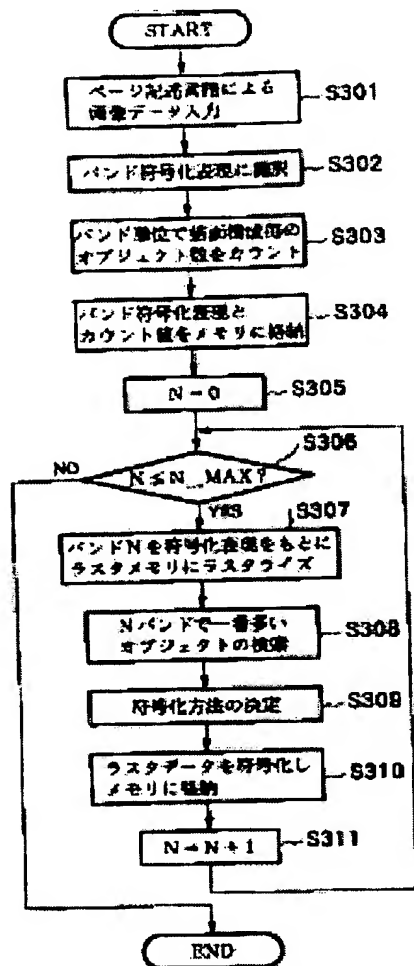 START
ページ記述言語による
画像データ入力
S301
バンド符号化表現に翻訳
S302
バンド単位で描画機械毎の
オブジェクト数をカウント
S303
バンド符号化表現と
カウント値をメモリに格納
S304
N=0
S305
N≦N_MAX?
S306
NO
YES
S307
バンドNを符号化表現をもとに
ラスタメモリにラスタライズ
Nバンドで一番多い
オブジェクトの検索
S308
符号化方法の決定
S309
ラスタデータを符号化し
メモリに格納
S310
N=N+1
S311
END